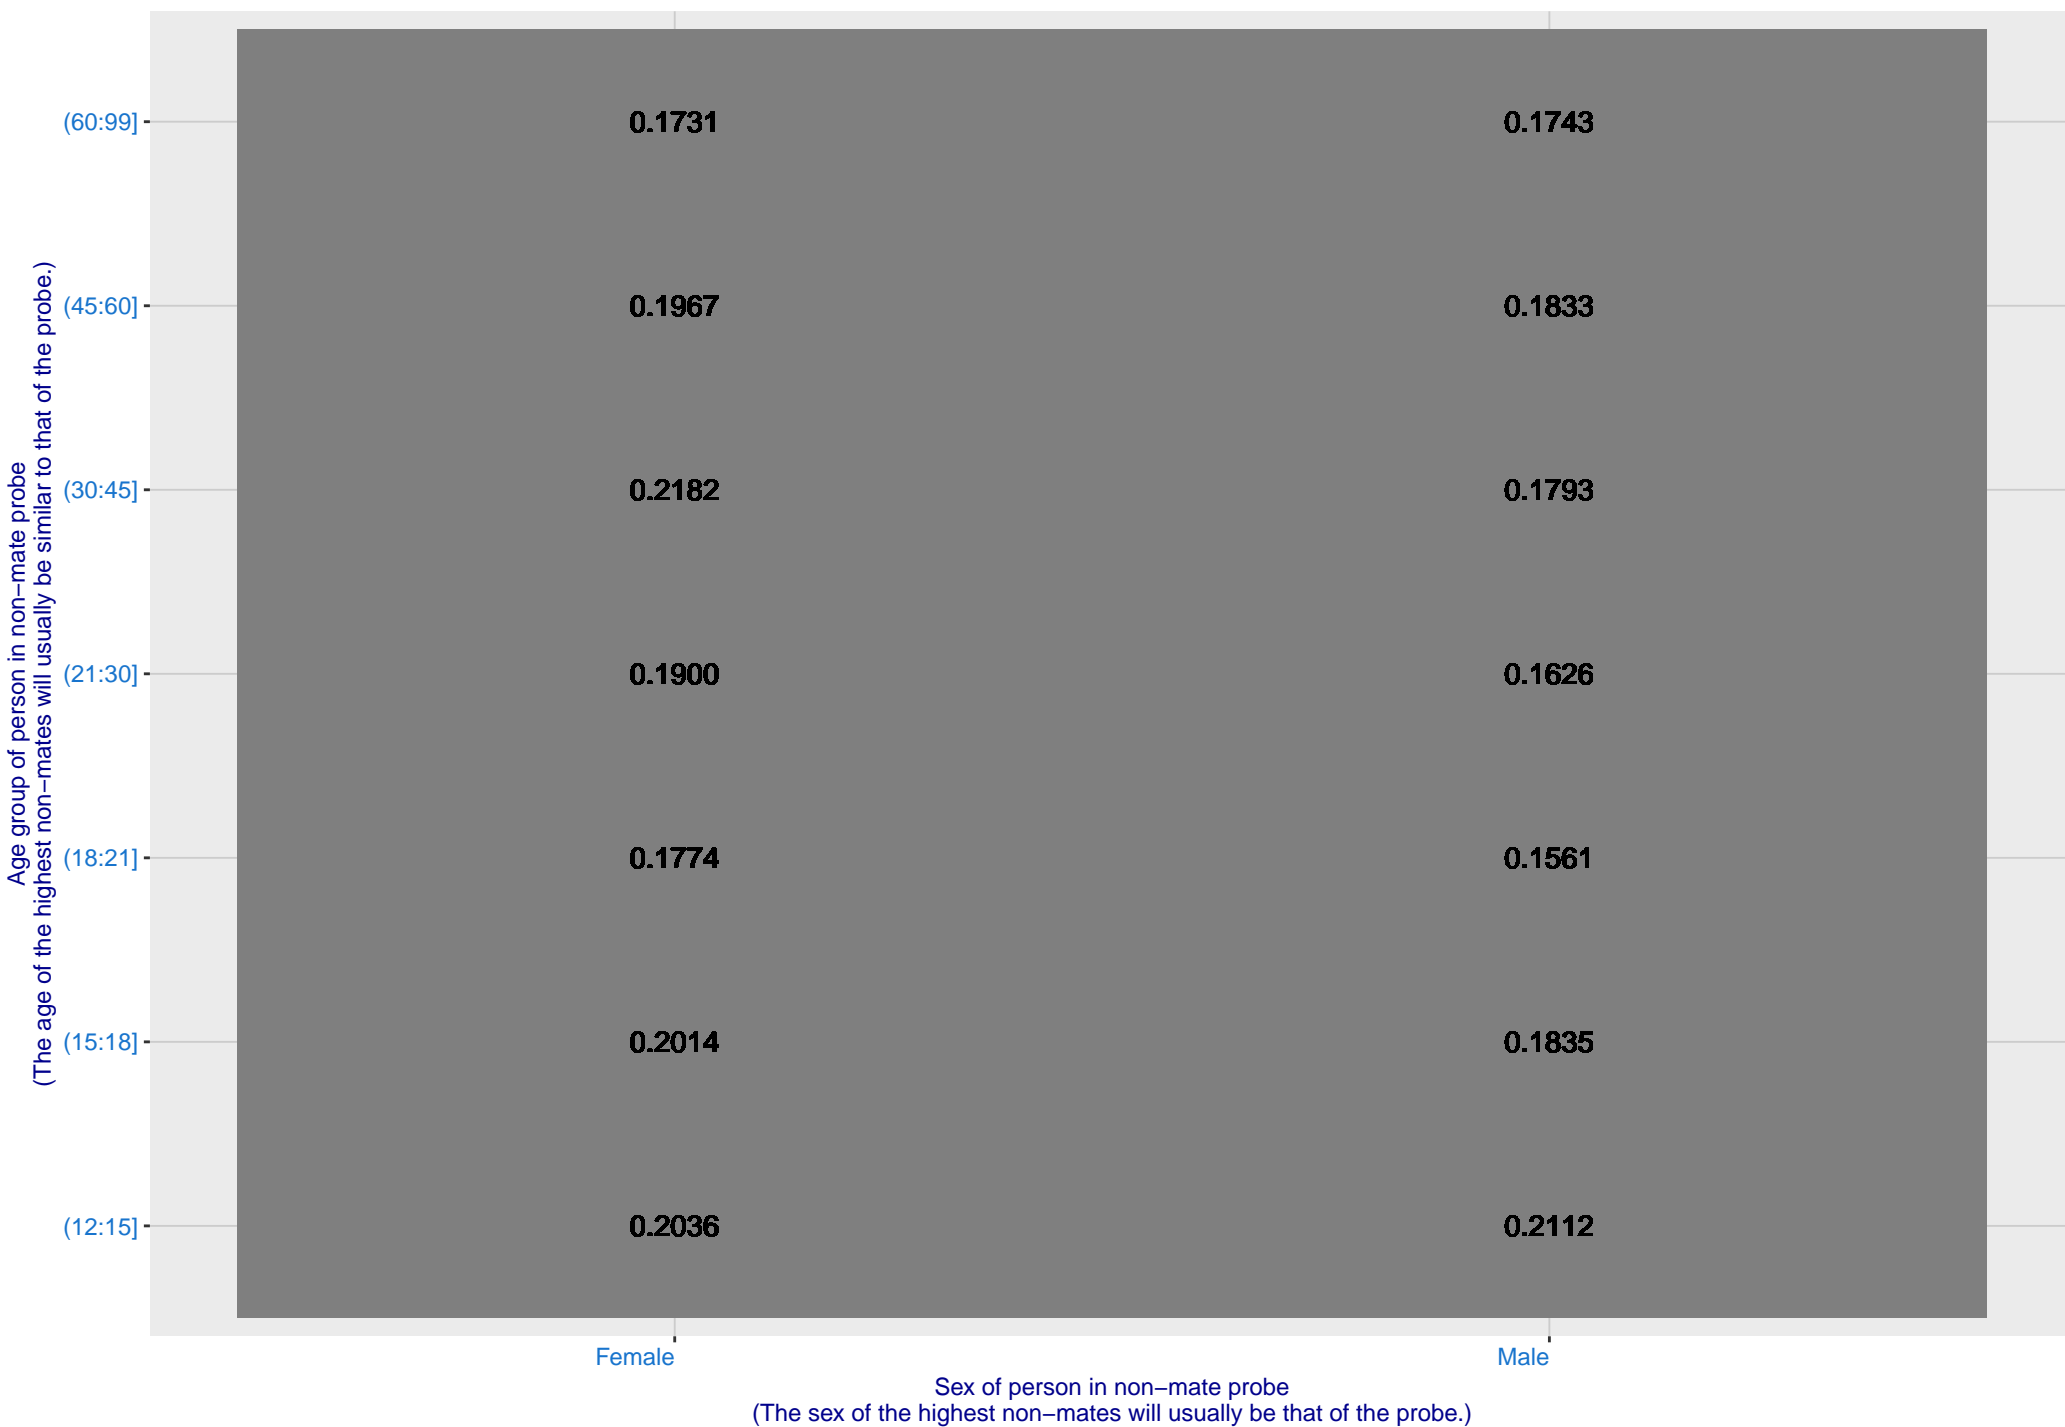 Age group of person in non−mate probe
(The age of the highest non−mates will usually be similar to that of the probe.)
(60:99] 0.1731 0.1743
(45:60] 0.1967 0.1833
(30:45] 0.2182 0.1793
(21:30] 0.1900 0.1626
(18:21] 0.1774 0.1561
(15:18] 0.2014 0.1835
(12:15] 0.2036 0.2112
Female Male
Sex of person in non−mate probe
(The sex of the highest non−mates will usually be that of the probe.)